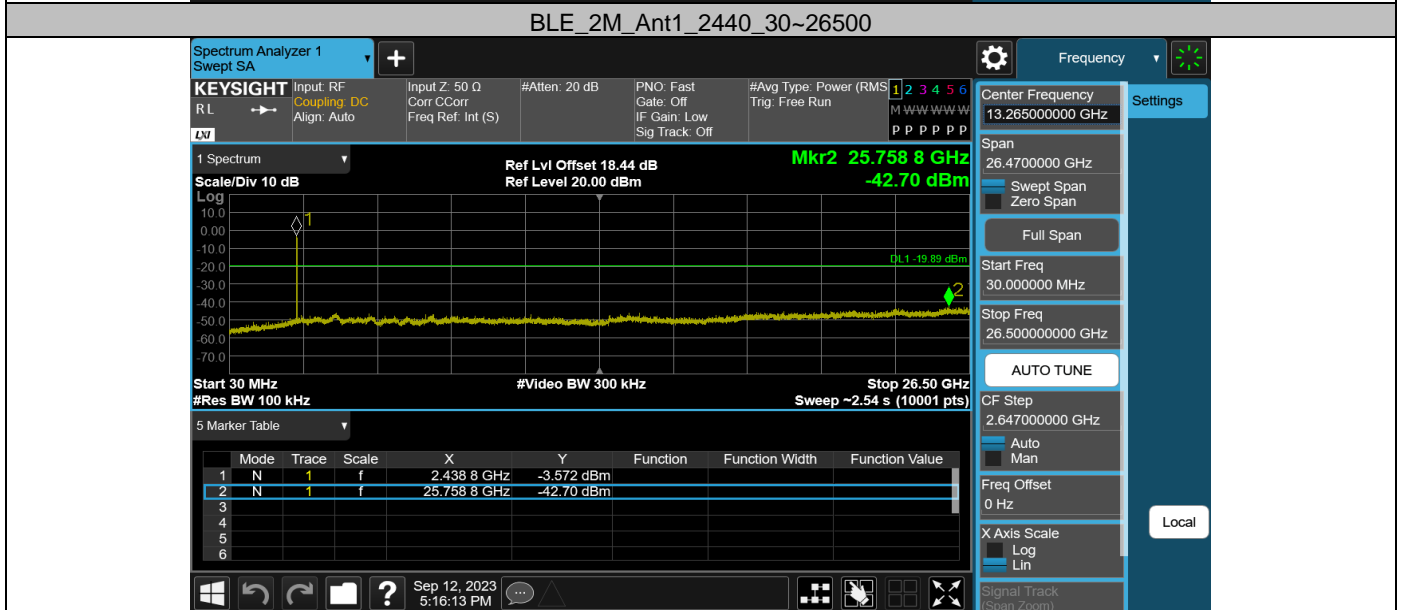 BLE_2M_Ant1_2440_30~26500
Spectrum Analyzer 1
Swept SA
+
Frequency
KEYSIGHT
RL
LXI
Input: RF
Coupling: DC
Align: Auto
Input Z: 50 Ω
Corr CCorr
Freq Ref: Int (S)
#Atten: 20 dB
PNO: Fast
Gate: Off
IF Gain: Low
Sig Track: Off
#Avg Type: Power (RMS
Trig: Free Run
1 2 3 4 5 6
M W W W W W
P P P P P P
1 Spectrum
Scale/Div 10 dB
Ref Lvl Offset 18.44 dB
Ref Level 20.00 dBm
Mkr2 25.758 8 GHz
-42.70 dBm
Log
10.0
0.00
-10.0
-20.0
-30.0
-40.0
-50.0
-60.0
-70.0
1
DL1 -19.89 dBm
2
Start 30 MHz
#Video BW 300 kHz
Stop 26.50 GHz
#Res BW 100 kHz
Sweep ~2.54 s (10001 pts)
5 Marker Table
Mode Trace Scale X Y Function Function Width Function Value
1 N 1 f 2.438 8 GHz -3.572 dBm
2 N 1 f 25.758 8 GHz -42.70 dBm
3
4
5
6
Sep 12, 2023
5:16:13 PM
?
Center Frequency
13.265000000 GHz
Settings
Span
26.4700000 GHz
Swept Span
Zero Span
Full Span
Start Freq
30.000000 MHz
Stop Freq
26.500000000 GHz
AUTO TUNE
CF Step
2.647000000 GHz
Auto
Man
Freq Offset
0 Hz
Local
X Axis Scale
Log
Lin
Signal Track
(Span Zoom)